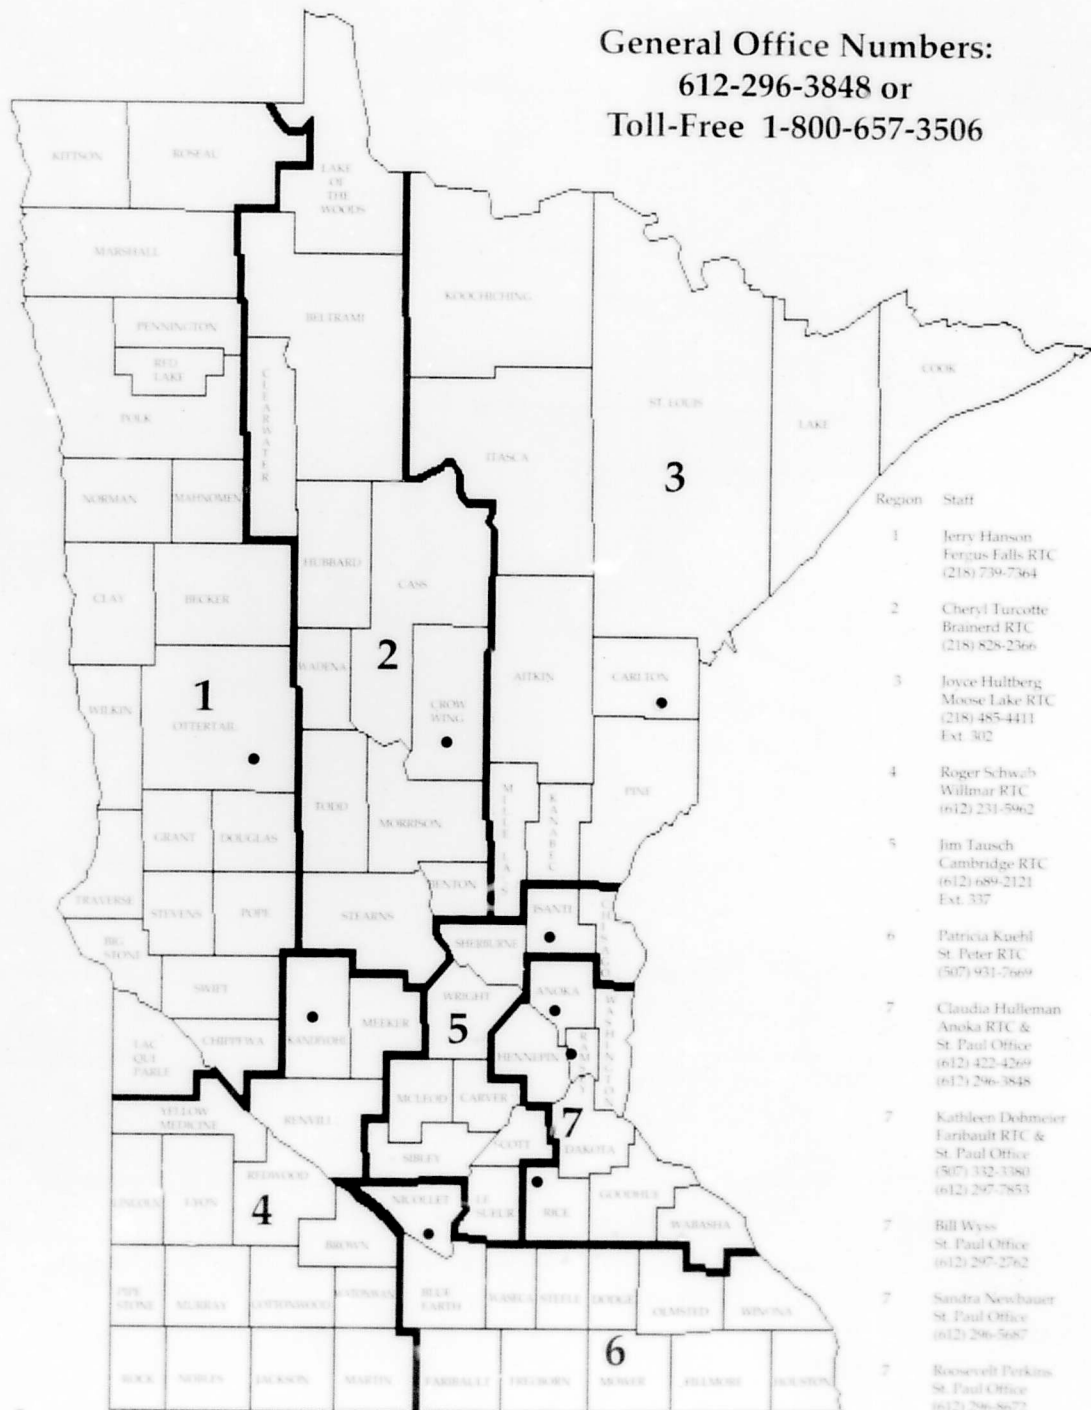 General Office Numbers:
612-296-3848 or
Toll-Free 1-800-657-3506
KITTSON
ROSEAU
LAKE
OF
THE
WOODS
MARSHALL
KOOCHICHING
BELTRAMI
PENNINGTON
RED
LAKE
CLEARWATER
POLK
COOK
ST. LOUIS
LAKE
ITASCA
3
NORMAN
MAHNOMEN
HUBBARD
CASS
CLAY
BECKER
2
WADENA
AITKIN
CARLTON
1
WILKIN
OTTERTAIL
CROW
WING
PINE
MILLE LACS
KANABEC
TODD
MORRISON
GRANT
DOUGLAS
BENTON
TRAVERSE
STEVENS
POPE
STEARNS
ISANTI
CHISAGO
BIG
STONE
SHERBURNE
SWIFT
WRIGHT
ANOKA
WASHINGTON
MEEKER
5
KANDIYOHI
CHIPPEWA
LAC
QUI
PARLE
HENNEPIN
RAMSEY
MCLEOD
CARVER
YELLOW
MEDICINE
RENVILLE
7
SCOTT
DAKOTA
SIBLEY
REDWOOD
NICOLLET
LE
SUEUR
RICE
GOODHUE
WABASHA
LINCOLN
LYON
4
BROWN
PIPE
STONE
MURRAY
COTTONWOOD
WATONWAN
BLUE
EARTH
WASECA
STEELE
DODGE
OLMSTED
WINONA
6
ROCK
NOBLES
JACKSON
MARTIN
FARIBAULT
FREEBORN
MOWER
FILLMORE
HOUSTON
Region Staff
1 Jerry Hanson
Fergus Falls RTC
(218) 739-7364
2 Cheryl Turcotte
Brainerd RTC
(218) 828-2366
3 Joyce Hultberg
Moose Lake RTC
(218) 485-4411
Ext. 302
4 Roger Schwab
Willmar RTC
(612) 231-5962
5 Jim Tausch
Cambridge RTC
(612) 689-2121
Ext. 337
6 Patricia Kuehl
St. Peter RTC
(507) 931-7669
7 Claudia Hulleman
Anoka RTC &
St. Paul Office
(612) 422-4269
(612) 296-3848
7 Kathleen Dohmeier
Faribault RTC &
St. Paul Office
(507) 332-3380
(612) 297-7853
7 Bill Wyss
St. Paul Office
(612) 297-2762
7 Sandra Newbauer
St. Paul Office
(612) 296-5687
7 Roosevelt Perkins
St. Paul Office
(612) 296-8672